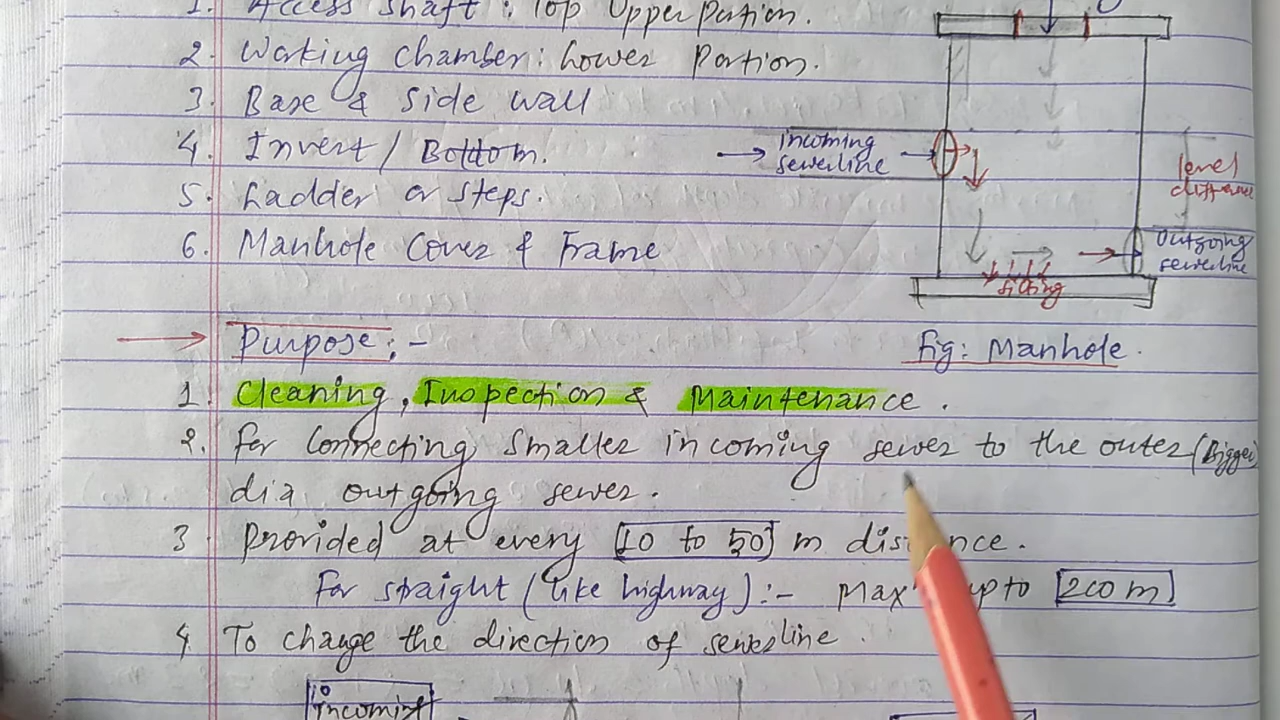 1. Access Shaft : Top Upper Portion.
2. Working Chamber : Lower Portion.
3. Base & side wall
4. Invert / Bottom.
5. Ladder or steps.
6. Manhole Cover & Frame
incoming
sewerline
level
difference
outgoing
sewerline
Purpose :-
Fig: Manhole.
1. Cleaning, Inspection & Maintenance.
2. For Connecting Smaller incoming sewer to the outer (Bigger)
dia outgoing sewer.
3 Provided at every [10 to 50] m distance.
For straight (like highway) :- Max upto 200 m
4 To change the direction of sewerline.
incoming